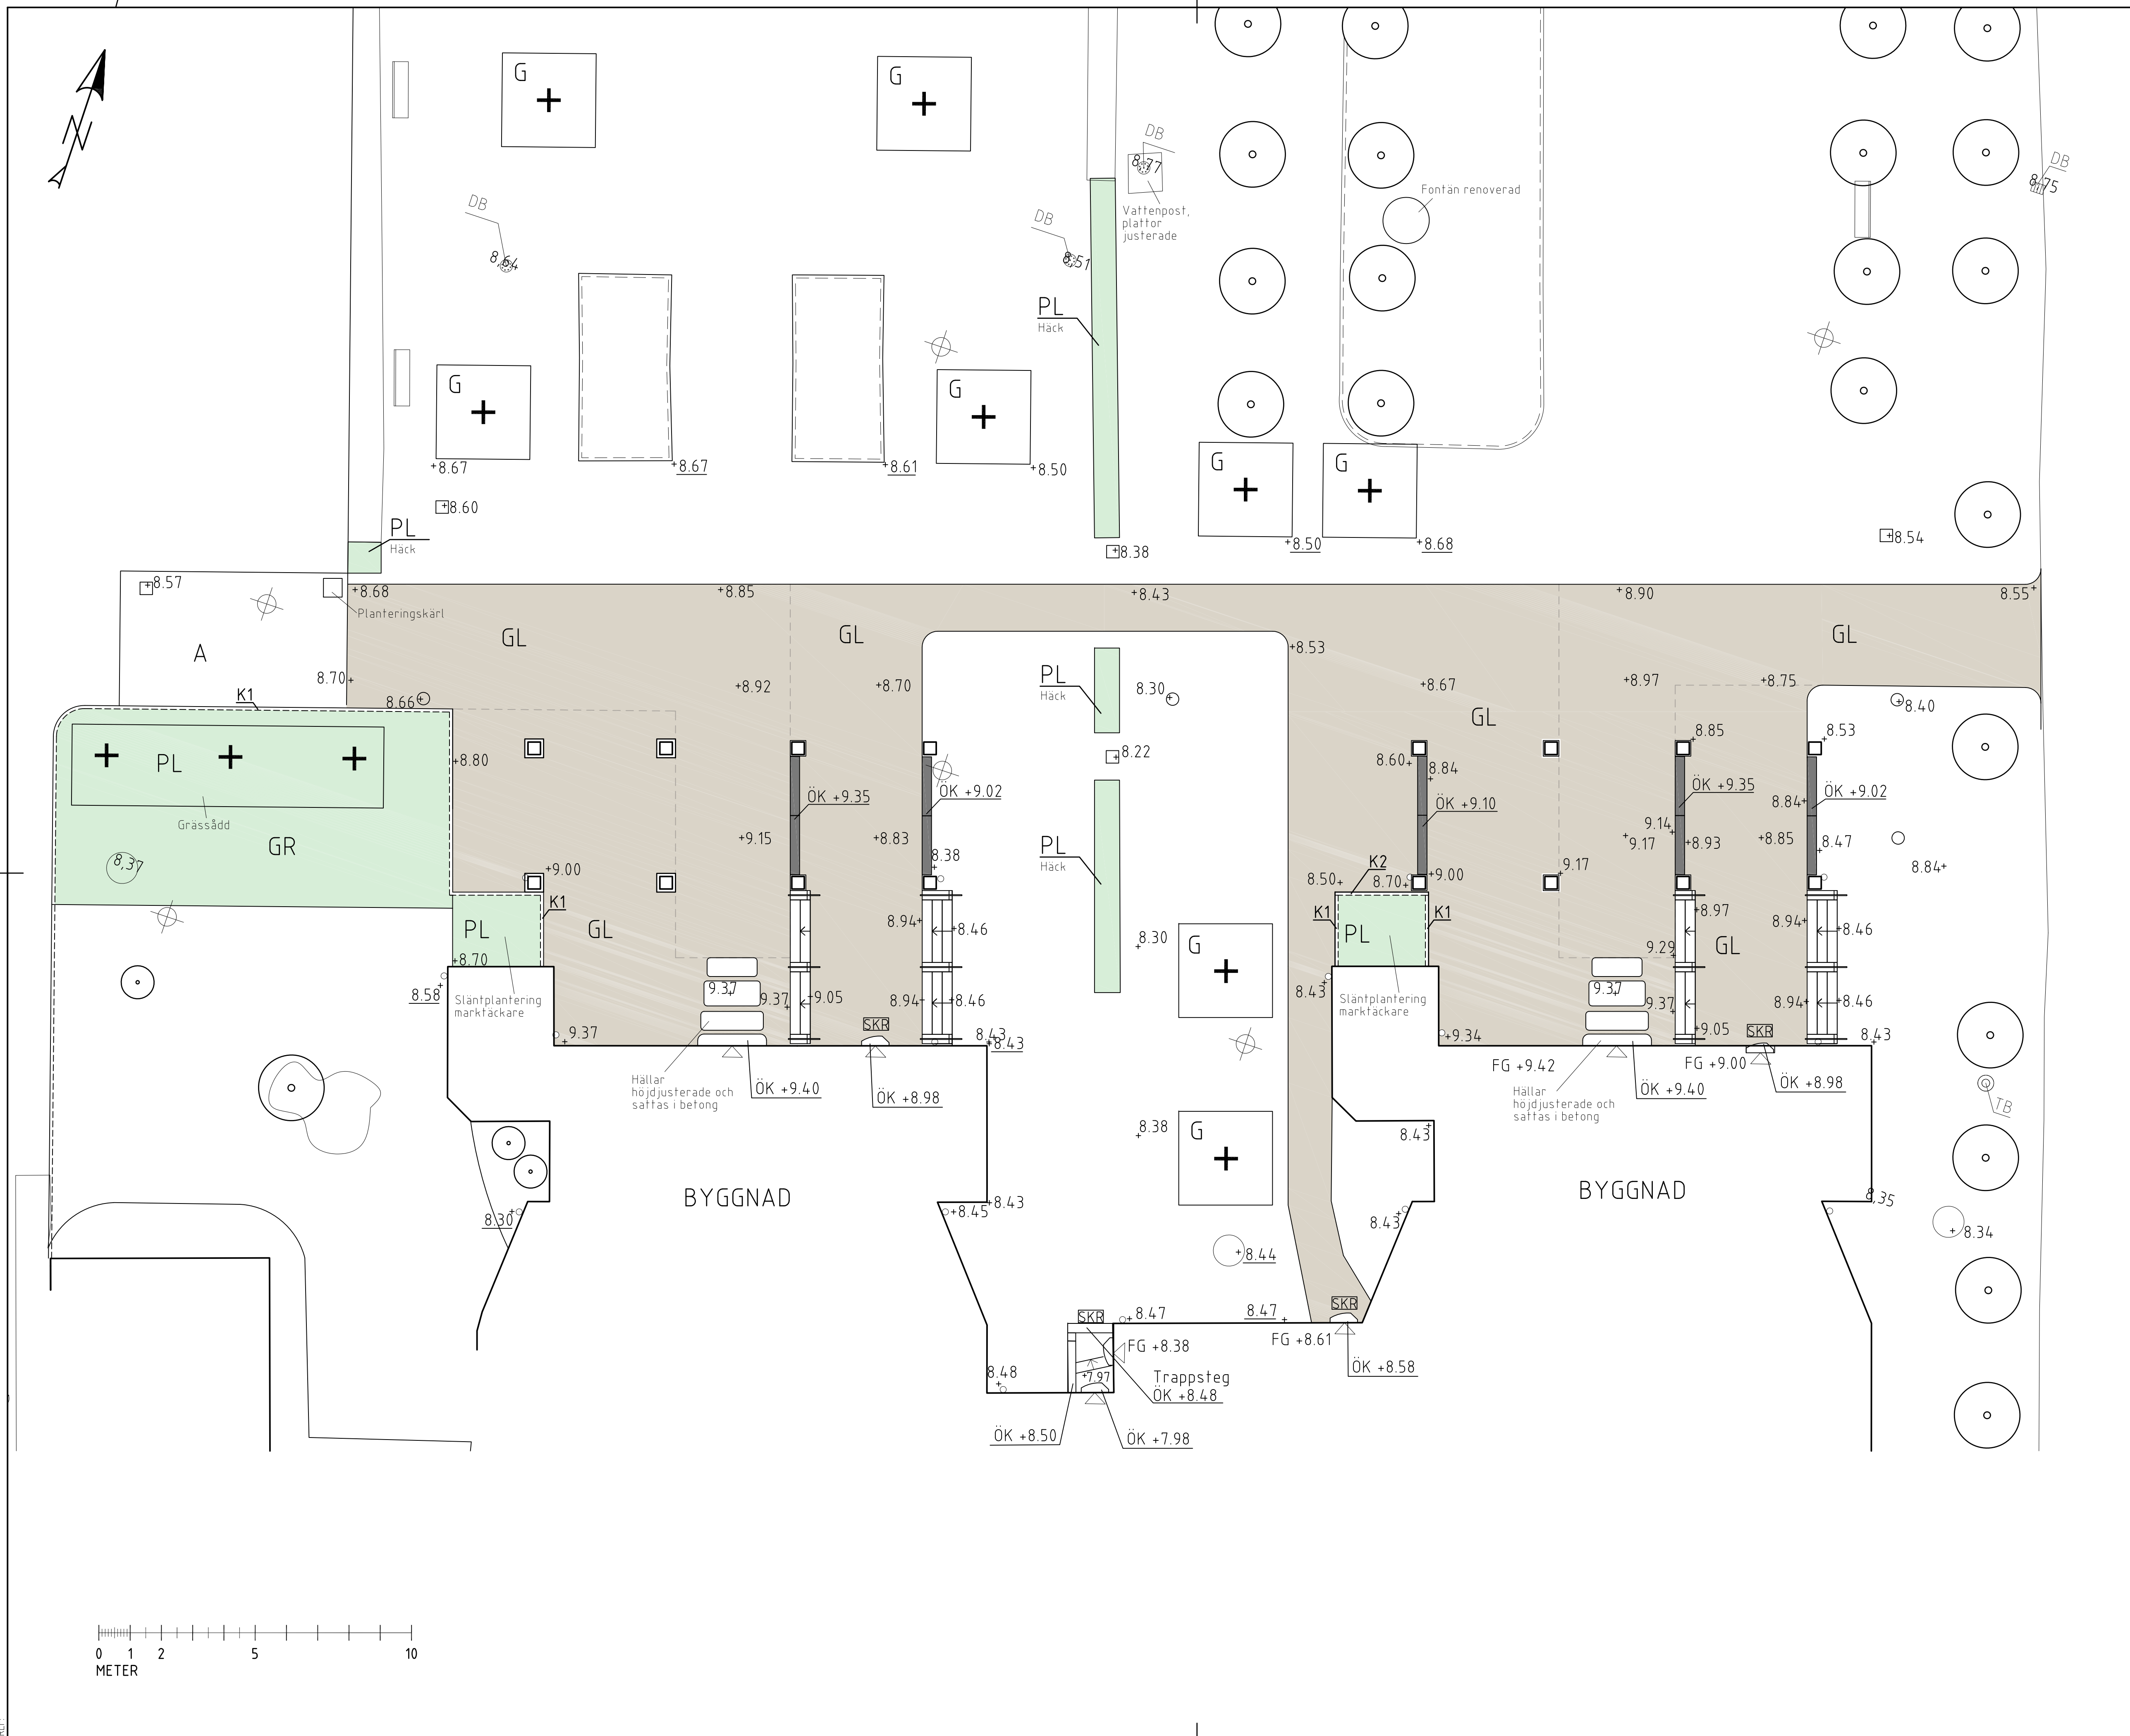 G
G
DB
8.77
DB
8.75
Fontän renoverad
Vattenpost,
plattor
justerade
DB
8,64
DB
8.51
PL
Häck
G
G
+8.67
+8.67
+8.61
+8.50
G
G
+8.60
+8.50
+8.68
PL
Häck
+8.38
+8.54
+8.57
+8.68
Planteringskärl
+8.85
+8.43
+8.90
8.55+
A
GL
GL
GL
+8.53
8.70+
K1
8.66+
+8.92
+8.70
PL
Häck
8.30+
+8.67
+8.97
+8.75
+8.40
GL
PL
Grässådd
GR
8,37
+8.80
+8.22
8.60+
8.84
+8.85
+8.53
ÖK +9.35
ÖK +9.02
ÖK +9.10
ÖK +9.35
8.84+
ÖK +9.02
+9.15
+8.83
8.38
PL
Häck
9.14
+9.17
+8.93
+8.85
+8.47
8.84+
+9.00
K1
K2
8.50+
8.70+
+9.00
+9.17
PL
GL
8.94+
+8.46
+8.30
G
K1
K1
PL
+8.97
GL
8.94+
+8.46
9.29
+8.70
8.58
Släntplantering
marktäckare
9.37
9.37
+9.05
8.94+
+8.46
8.43
Släntplantering
marktäckare
9.37
9.37
+9.05
8.94+
+8.46
+9.37
SKR
8.43
+8.43
+9.34
SKR
8.43
FG +9.42
FG +9.00
Hällar
höjdjusterade och
sattas i betong
ÖK +9.40
ÖK +8.98
Hällar
höjdjusterade och
sattas i betong
ÖK +9.40
ÖK +8.98
TB
+8.38
G
8.43
BYGGNAD
BYGGNAD
8.30
+8.45
+8.43
8.43
8,35
+8.34
+8.44
SKR
+8.47
8.47
SKR
FG +8.38
FG +8.61
ÖK +8.58
8.48
+7.97
Trappsteg
ÖK +8.48
ÖK +8.50
ÖK +7.98
0 1 2 5 10
METER